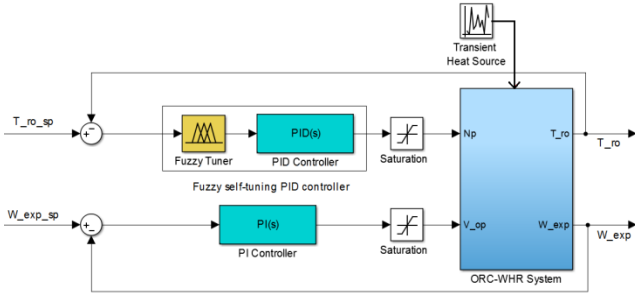 Transient
Heat Source
T_ro_sp
Fuzzy Tuner
PID(s)
PID Controller
Saturation
Np
T_ro
T_ro
Fuzzy self-tuning PID controller
W_exp_sp
PI(s)
PI Controller
Saturation
V_op
W_exp
W_exp
ORC-WHR System